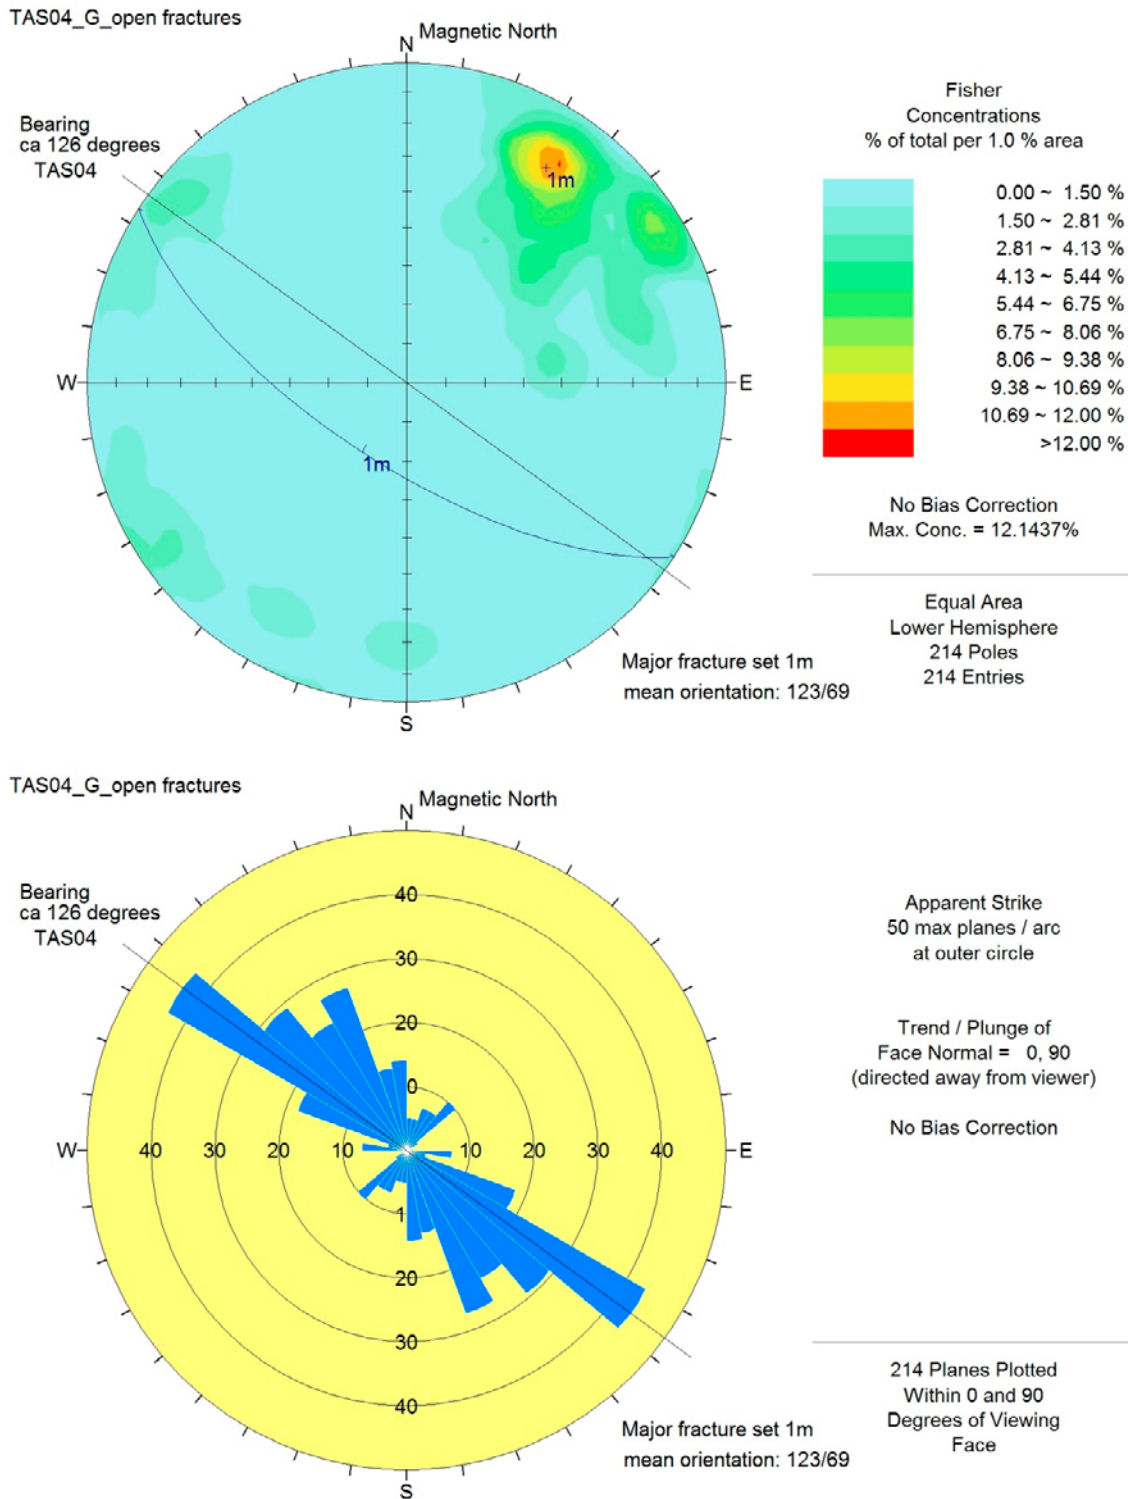 TAS04_G_open fractures
Magnetic North
N
Bearing
ca 126 degrees
TAS04
1m
W
E
1m
S
Major fracture set 1m
mean orientation: 123/69
Fisher
Concentrations
% of total per 1.0 % area
0.00 ~ 1.50 %
1.50 ~ 2.81 %
2.81 ~ 4.13 %
4.13 ~ 5.44 %
5.44 ~ 6.75 %
6.75 ~ 8.06 %
8.06 ~ 9.38 %
9.38 ~ 10.69 %
10.69 ~ 12.00 %
>12.00 %
No Bias Correction
Max. Conc. = 12.1437%
Equal Area
Lower Hemisphere
214 Poles
214 Entries
TAS04_G_open fractures
Magnetic North
N
Bearing
ca 126 degrees
TAS04
40
30
20
0
W
40 30 20 10 10 20 30 40
E
1
20
30
40
S
Major fracture set 1m
mean orientation: 123/69
Apparent Strike
50 max planes / arc
at outer circle
Trend / Plunge of
Face Normal = 0, 90
(directed away from viewer)
No Bias Correction
214 Planes Plotted
Within 0 and 90
Degrees of Viewing
Face